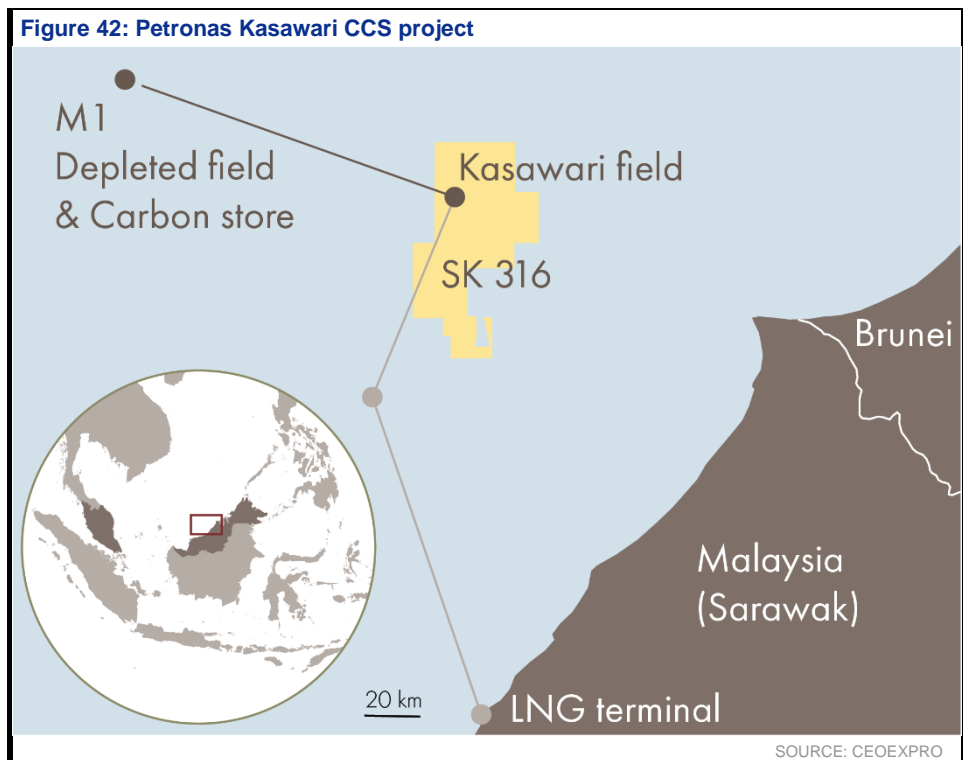 Figure 42: Petronas Kasawari CCS project
M1
Depleted field
& Carbon store
Kasawari field
SK 316
Brunei
Malaysia
(Sarawak)
20 km
LNG terminal
SOURCE: CEOEXPRO